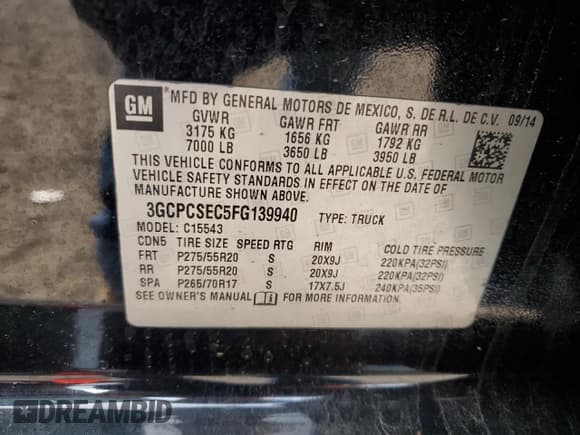 GM
MFD BY GENERAL MOTORS DE MEXICO, S. DE R.L. DE C.V. 09/14
GVWR GAWR FRT GAWR RR
3175 KG 1656 KG 1792 KG
7000 LB 3650 LB 3950 LB
THIS VEHICLE CONFORMS TO ALL APPLICABLE U.S. FEDERAL MOTOR
VEHICLE SAFETY STANDARDS IN EFFECT ON THE DATE OF
MANUFACTURE SHOWN ABOVE.
3GCPCSEC5FG139940 TYPE: TRUCK
MODEL: C15543
CDN5 TIRE SIZE SPEED RTG RIM COLD TIRE PRESSURE
FRT P275/55R20 S 20X9J 220KPA(32PSI)
RR P275/55R20 S 20X9J 220KPA(32PSI)
SPA P265/70R17 S 17X7.5J 240KPA(35PSI)
SEE OWNER'S MANUAL FOR MORE INFORMATION.
DREAMBID